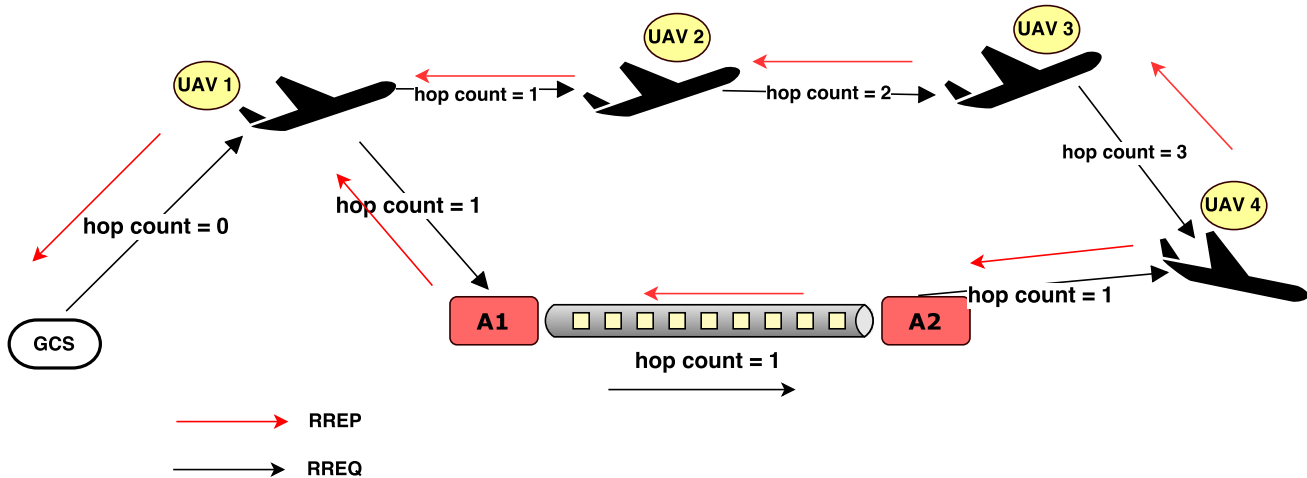 UAV 3
UAV 2
UAV 1
hop count = 1
hop count = 2
hop count = 3
UAV 4
hop count = 1
hop count = 0
hop count = 1
A1
A2
GCS
hop count = 1
RREP
RREQ